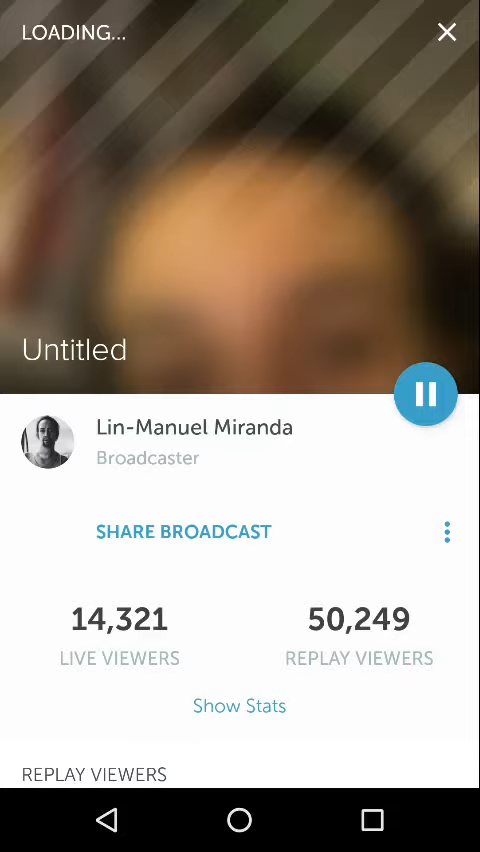 LOADING...
Untitled
Lin-Manuel Miranda
Broadcaster
SHARE BROADCAST
14,321 50,249
LIVE VIEWERS REPLAY VIEWERS
Show Stats
REPLAY VIEWERS